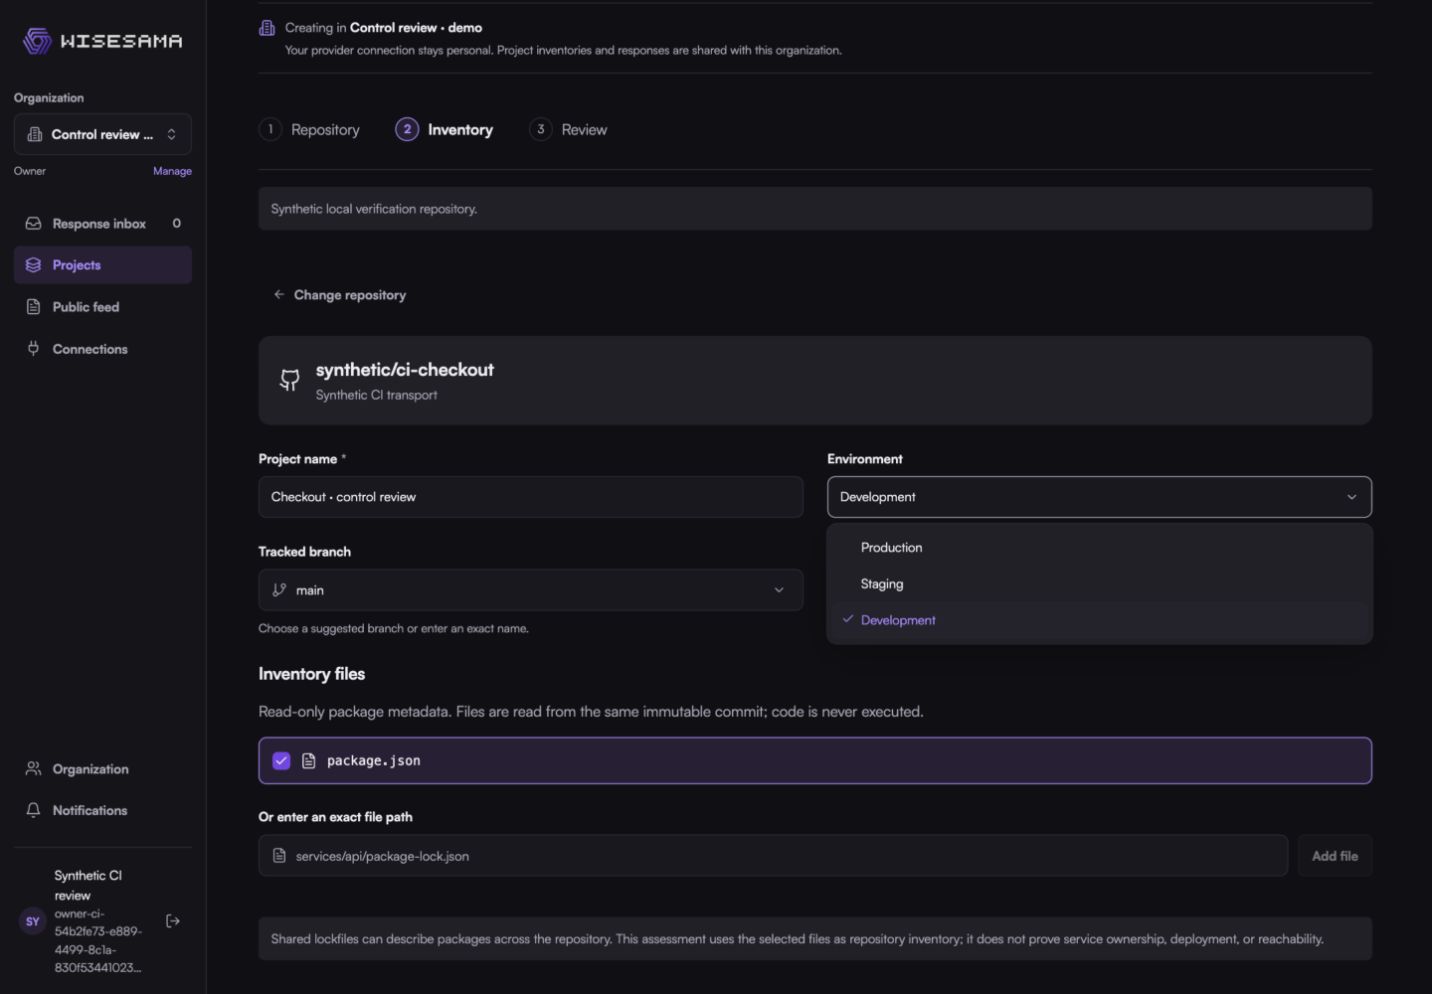 WISESAMA
Organization
Control review ...
Owner
Manage
Response inbox
0
Projects
Public feed
Connections
Organization
Notifications
SY
Synthetic CI
review
owner-ci-
54b2fe73-e889-
4499-8c1a-
830f53441023...
Creating in Control review · demo
Your provider connection stays personal. Project inventories and responses are shared with this organization.
1 Repository
2 Inventory
3 Review
Synthetic local verification repository.
← Change repository
synthetic/ci-checkout
Synthetic CI transport
Project name *
Checkout · control review
Environment
Development
Production
Staging
Development
Tracked branch
main
Choose a suggested branch or enter an exact name.
Inventory files
Read-only package metadata. Files are read from the same immutable commit; code is never executed.
package.json
Or enter an exact file path
services/api/package-lock.json
Add file
Shared lockfiles can describe packages across the repository. This assessment uses the selected files as repository inventory; it does not prove service ownership, deployment, or reachability.